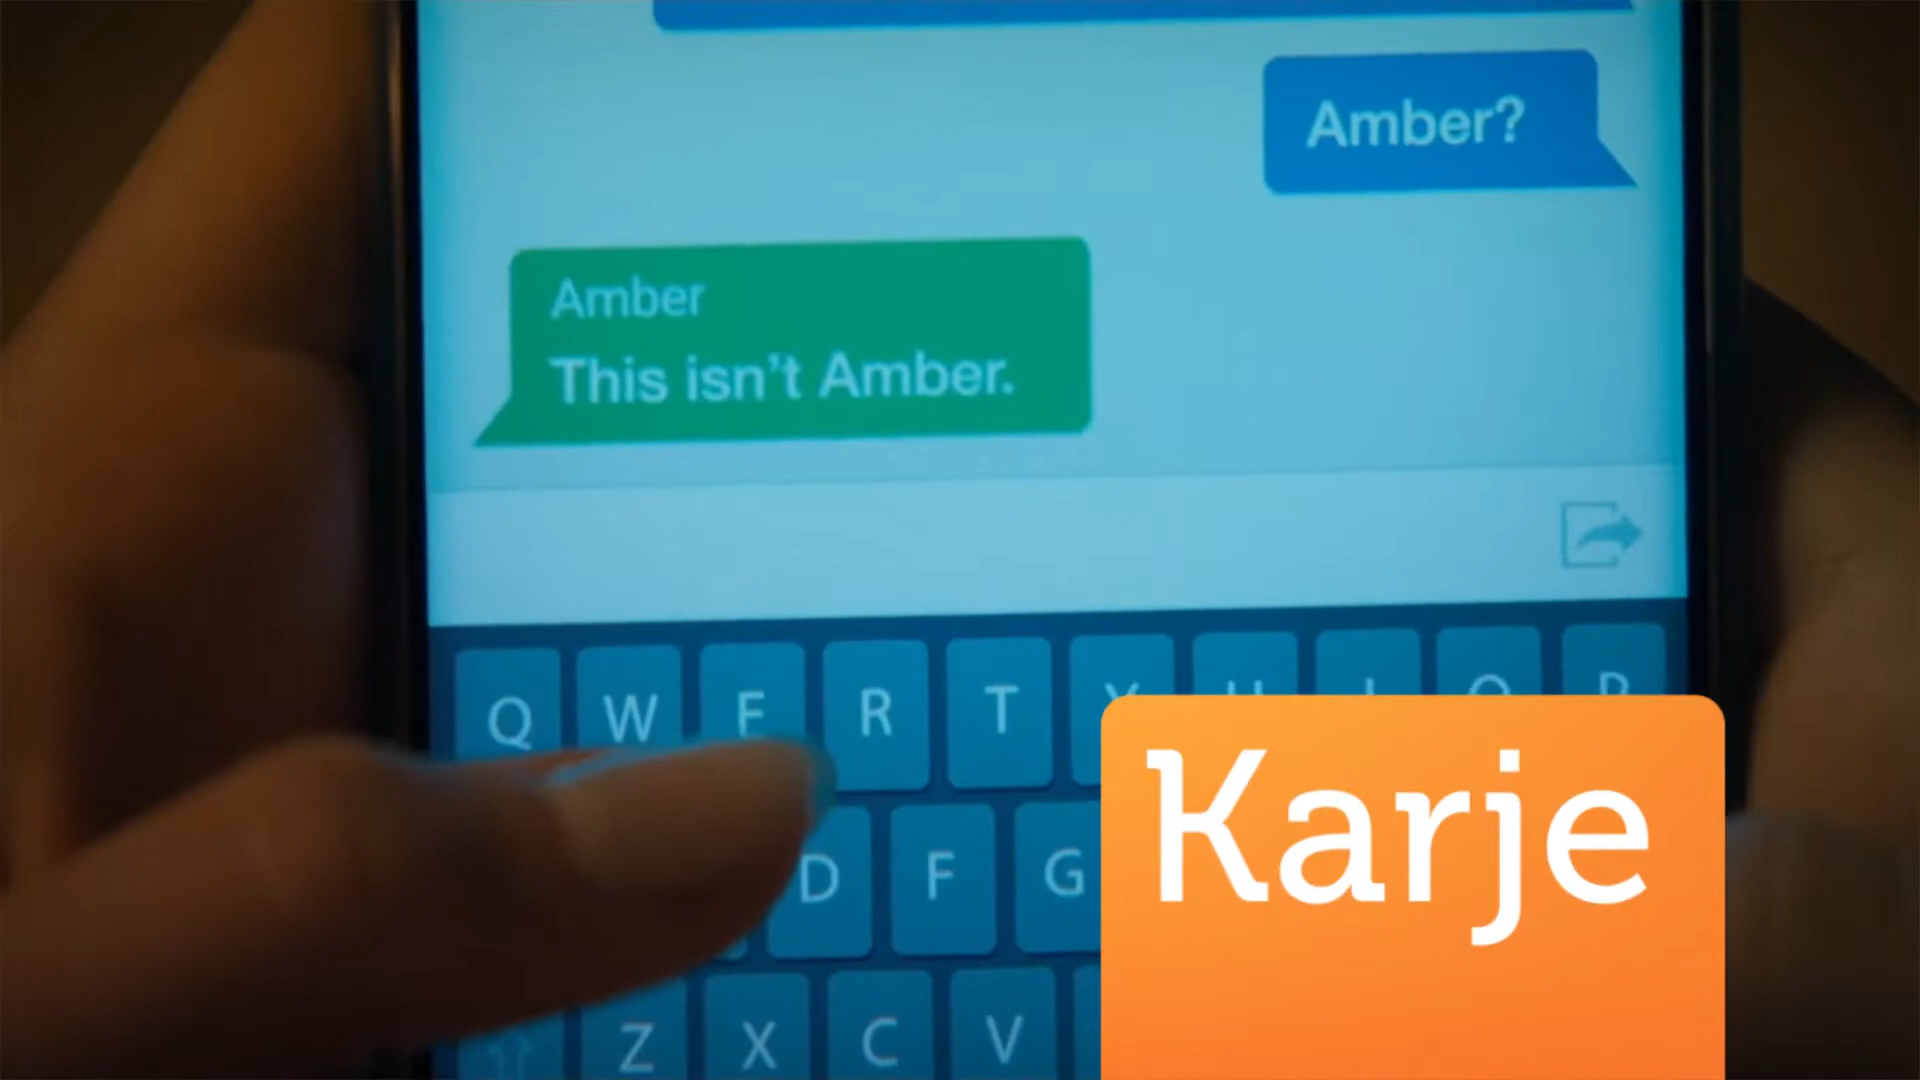 Amber?
Amber
This isn't Amber.
Q W E R T Y U I O P
D F G
Z X C V
Karje